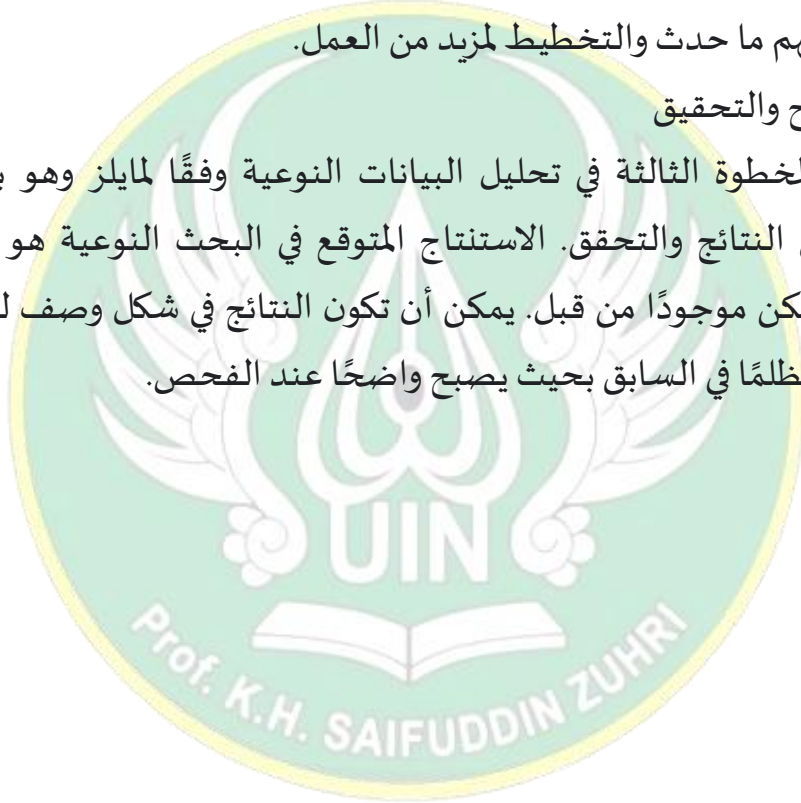 هم ما حدث والتخطيط لمزيد من العمل.
ح والتحقيق
لخطوة الثالثة في تحليل البيانات النوعية وفقًا لمايلز وهو ب
النتائج والتحقق. الاستنتاج المتوقع في البحث النوعية هو
كن موجودًا من قبل. يمكن أن تكون النتائج في شكل وصف ل
ظلمًا في السابق بحيث يصبح واضحًا عند الفحص.
UIN
Prof. K.H. SAIFUDDIN ZUHRI